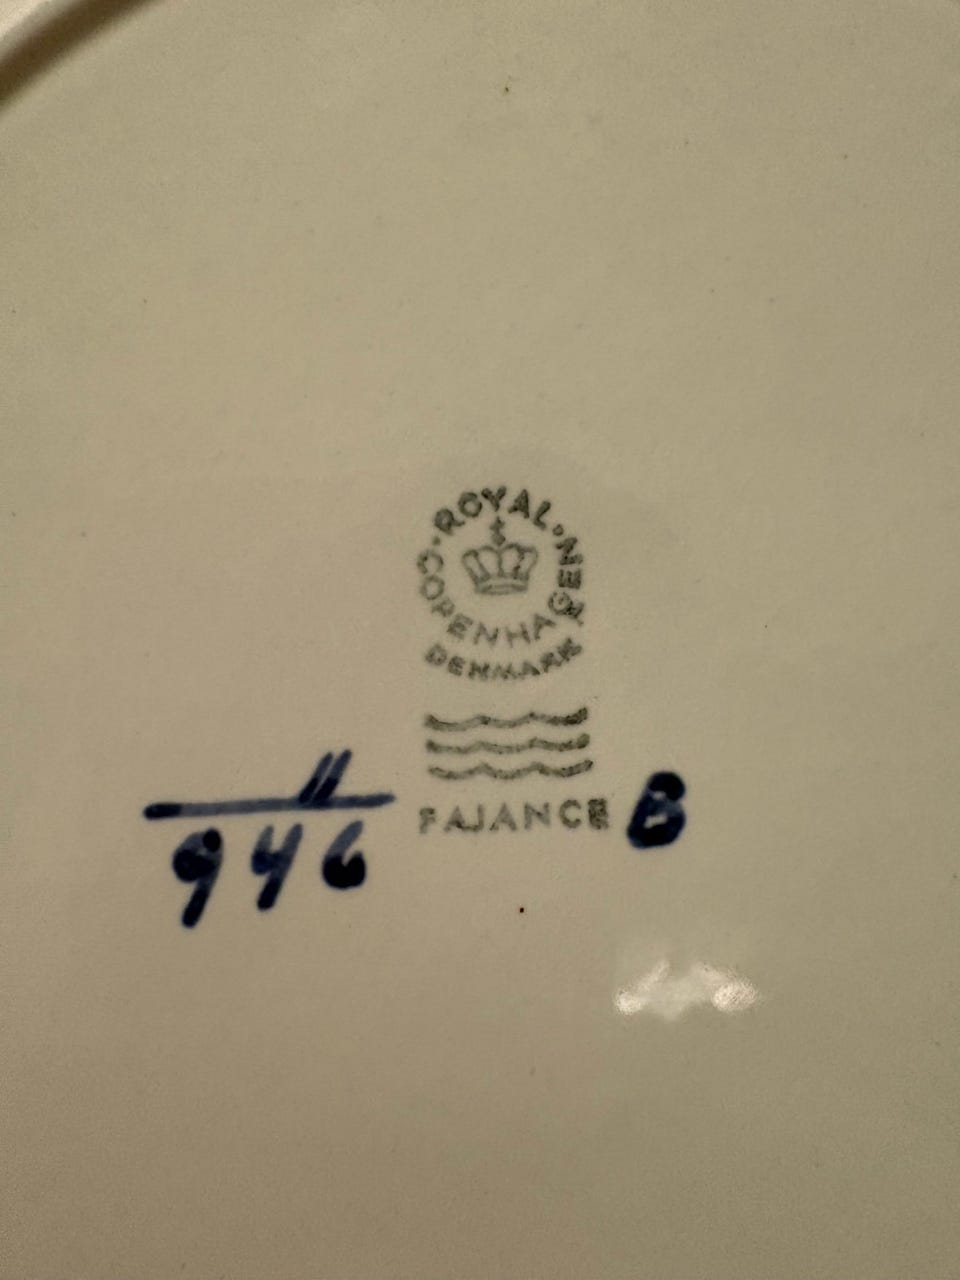 ROYAL
COPENHAGEN
DENMARK
11
946
FAJANCE B